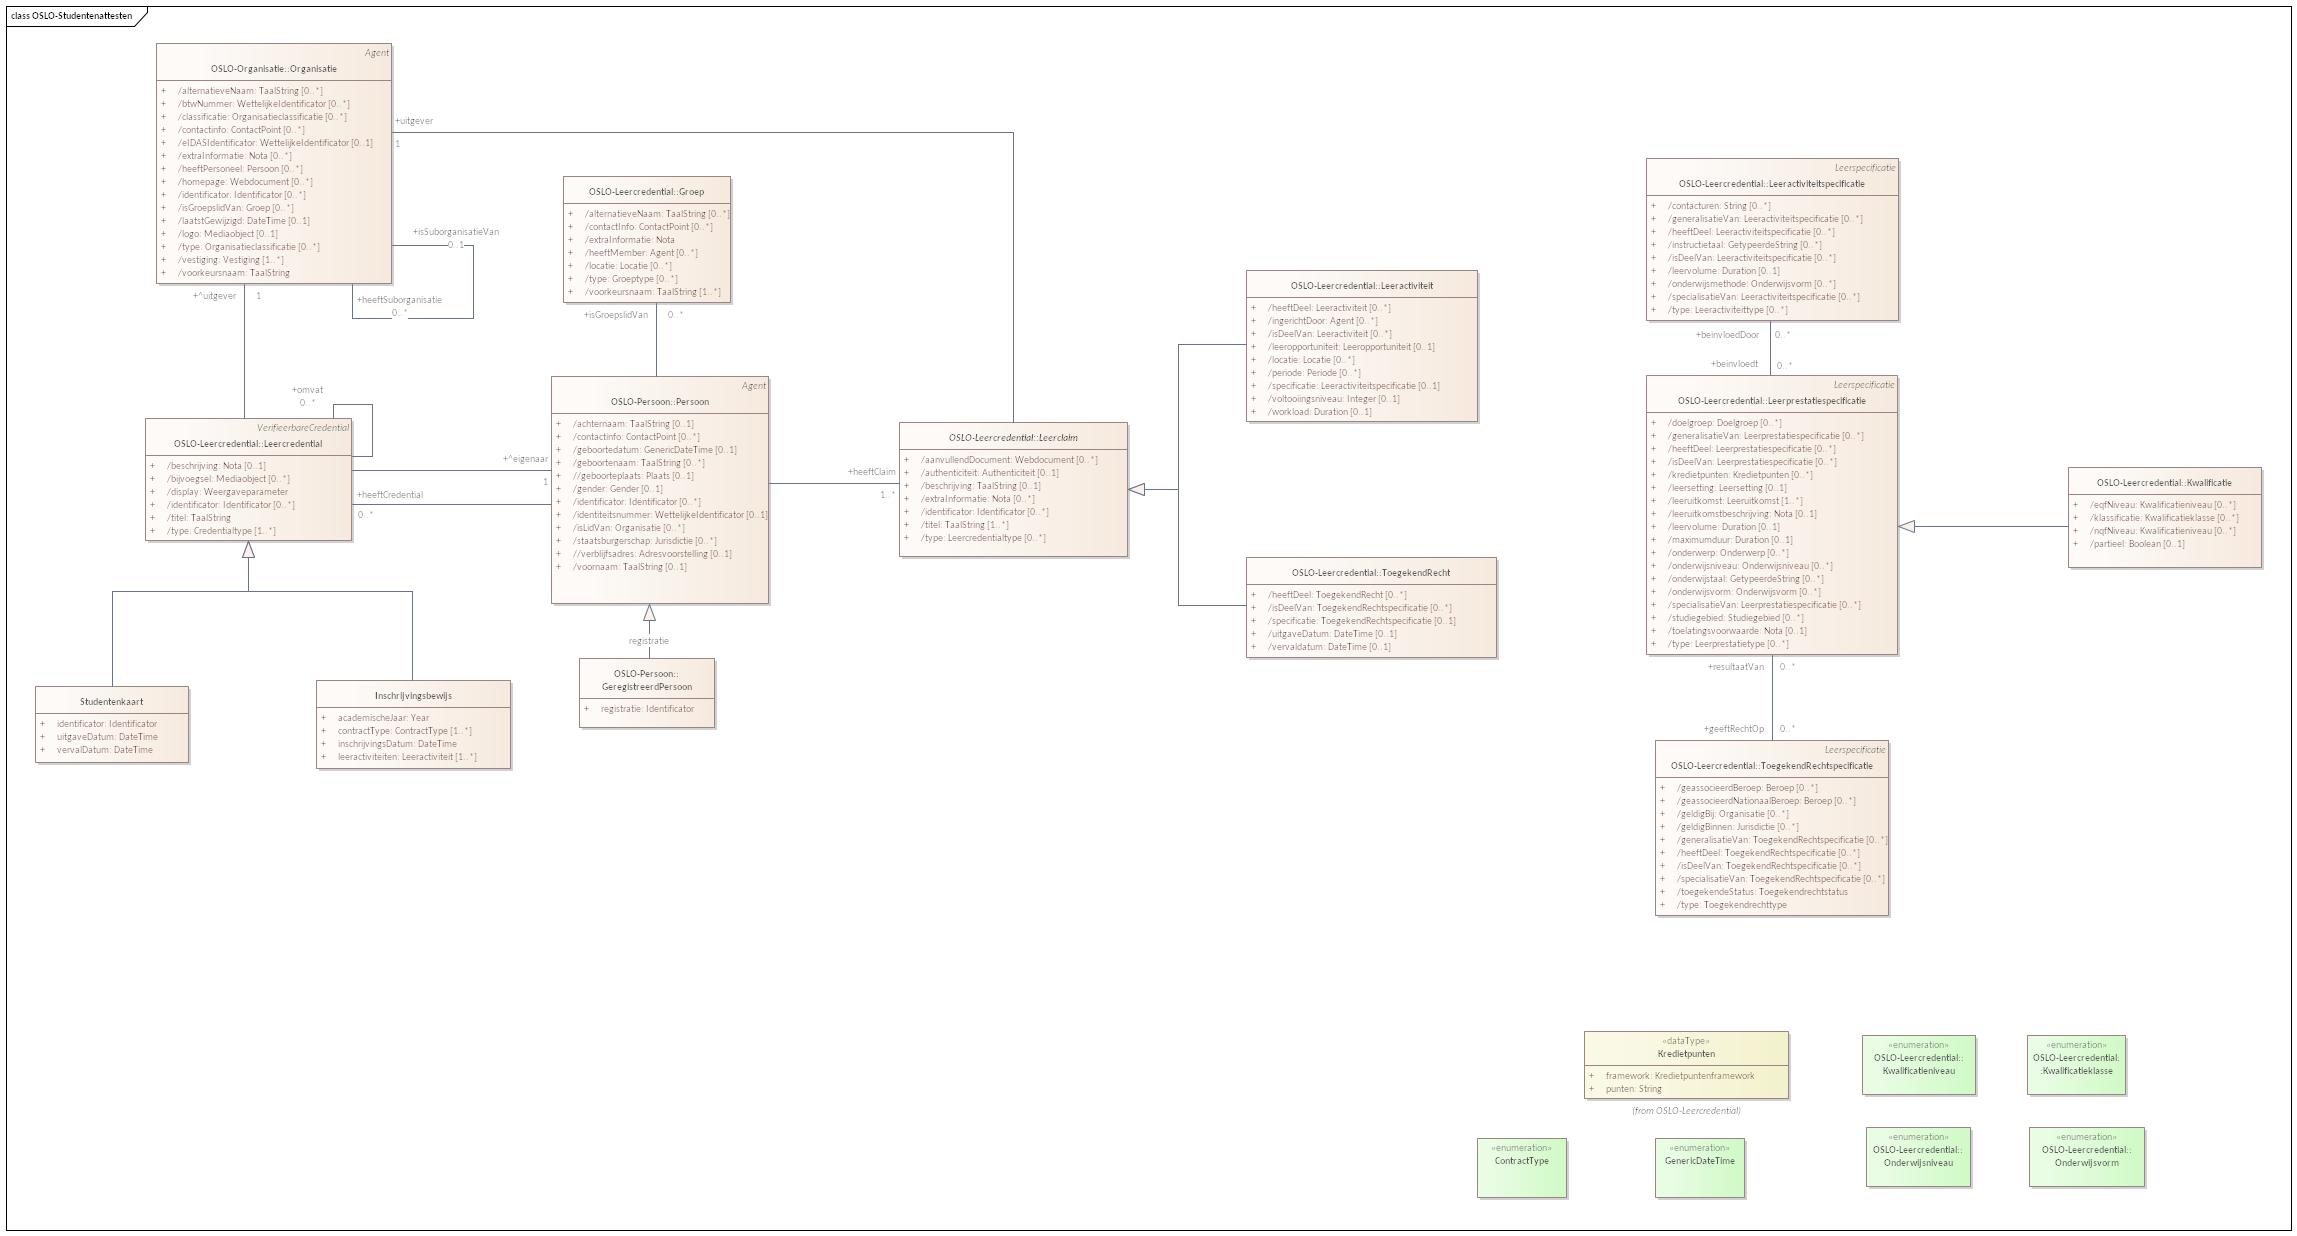 class OSLO-Studentenattesten
Agent
OSLO-Organisatie::Organisatie
+ /alternatieveNaam: TaalString [0..*]
+ /btwNummer: WettelijkeIdentificator [0..*]
+ /classificatie: Organisatieclassificatie [0..*]
+ /contactinfo: ContactPoint [0..*]
+ /eIDASIdentificator: WettelijkeIdentificator [0..1]
+ /extraInformatie: Nota [0..*]
+ /heeftPersoneel: Persoon [0..*]
+ /homepage: Webdocument [0..*]
+ /identificator: Identificator [0..*]
+ /isGroepslidVan: Groep [0..*]
+ /laatstGewijzigd: DateTime [0..1]
+ /logo: Mediaobject [0..1]
+ /type: Organisatieclassificatie [0..*]
+ /vestiging: Vestiging [1..*]
+ /voorkeursnaam: TaalString
+uitgever
1
+isSuborganisatieVan
0..1
+heeftSuborganisatie
0..*
+^uitgever 1
OSLO-Leercredential::Groep
+ /alternatieveNaam: TaalString [0..*]
+ /contactInfo: ContactPoint [0..*]
+ /extraInformatie: Nota
+ /heeftMember: Agent [0..*]
+ /locatie: Locatie [0..*]
+ /type: Groeptype [0..*]
+ /voorkeursnaam: TaalString [1..*]
+isGroepslidVan 0..*
+omvat
0..*
VerifieerbareCredential
OSLO-Leercredential::Leercredential
+ /beschrijving: Nota [0..1]
+ /bijvoegsel: Mediaobject [0..*]
+ /display: Weergaveparameter
+ /identificator: Identificator [0..*]
+ /titel: TaalString
+ /type: Credentialtype [1..*]
+^eigenaar
1
+heeftCredential
0..*
Agent
OSLO-Persoon::Persoon
+ /achternaam: TaalString [0..1]
+ /contactinfo: ContactPoint [0..*]
+ /geboortedatum: GenericDateTime [0..1]
+ /geboortenaam: TaalString [0..*]
+ //geboorteplaats: Plaats [0..1]
+ /gender: Gender [0..1]
+ /identificator: Identificator [0..*]
+ /identiteitsnummer: WettelijkeIdentificator [0..1]
+ /isLidVan: Organisatie [0..*]
+ /staatsburgerschap: Jurisdictie [0..*]
+ //verblijfsadres: Adresvoorstelling [0..1]
+ /voornaam: TaalString [0..1]
+heeftClaim
1..*
OSLO-Leercredential::Leerclaim
+ /aanvullendDocument: Webdocument [0..*]
+ /authenticiteit: Authenticiteit [0..1]
+ /beschrijving: TaalString [0..1]
+ /extraInformatie: Nota [0..*]
+ /identificator: Identificator [0..*]
+ /titel: TaalString [1..*]
+ /type: Leercredentialtype [0..*]
OSLO-Leercredential::Leeractiviteit
+ /heeftDeel: Leeractiviteit [0..*]
+ /ingerichtDoor: Agent [0..*]
+ /isDeelVan: Leeractiviteit [0..*]
+ /leeropportuniteit: Leeropportuniteit [0..1]
+ /locatie: Locatie [0..*]
+ /periode: Periode [0..*]
+ /specificatie: Leeractiviteitspecificatie [0..1]
+ /voltooiingsniveau: Integer [0..1]
+ /workload: Duration [0..1]
OSLO-Leercredential::ToegekendRecht
+ /heeftDeel: ToegekendRecht [0..*]
+ /isDeelVan: ToegekendRechtspecificatie [0..*]
+ /specificatie: ToegekendRechtspecificatie [0..1]
+ /uitgaveDatum: DateTime [0..1]
+ /vervaldatum: DateTime [0..1]
Leerspecificatie
OSLO-Leercredential::Leeractiviteitspecificatie
+ /contacturen: String [0..*]
+ /generalisatieVan: Leeractiviteitspecificatie [0..*]
+ /heeftDeel: Leeractiviteitspecificatie [0..*]
+ /instructietaal: GetypeerdeString [0..*]
+ /isDeelVan: Leeractiviteitspecificatie [0..*]
+ /leervolume: Duration [0..1]
+ /onderwijsmethode: Onderwijsvorm [0..*]
+ /specialisatieVan: Leeractiviteitspecificatie [0..*]
+ /type: Leeractiviteittype [0..*]
+beinvloedDoor 0..*
+beinvloedt 0..*
Leerspecificatie
OSLO-Leercredential::Leerprestatiespecificatie
+ /doelgroep: Doelgroep [0..*]
+ /generalisatieVan: Leerprestatiespecificatie [0..*]
+ /heeftDeel: Leerprestatiespecificatie [0..*]
+ /isDeelVan: Leerprestatiespecificatie [0..*]
+ /kredietpunten: Kredietpunten [0..*]
+ /leersetting: Leersetting [0..1]
+ /leeruitkomst: Leeruitkomst [1..*]
+ /leeruitkomstbeschrijving: Nota [0..1]
+ /leervolume: Duration [0..1]
+ /maximumduur: Duration [0..1]
+ /onderwerp: Onderwerp [0..*]
+ /onderwijsniveau: Onderwijsniveau [0..*]
+ /onderwijstaal: GetypeerdeString [0..*]
+ /onderwijsvorm: Onderwijsvorm [0..*]
+ /specialisatieVan: Leerprestatiespecificatie [0..*]
+ /studiegebied: Studiegebied [0..*]
+ /toelatingsvoorwaarde: Nota [0..1]
+ /type: Leerprestatietype [0..*]
OSLO-Leercredential::Kwalificatie
+ /eqfNiveau: Kwalificatieniveau [0..*]
+ /klassificatie: Kwalificatieklasse [0..*]
+ /nqfNiveau: Kwalificatieniveau [0..*]
+ /partieel: Boolean [0..1]
+resultaatVan 0..*
+geeftRechtOp 0..*
Leerspecificatie
OSLO-Leercredential::ToegekendRechtspecificatie
+ /geassocieerdBeroep: Beroep [0..*]
+ /geassocieerdNationaalBeroep: Beroep [0..*]
+ /geldigBij: Organisatie [0..*]
+ /geldigBinnen: Jurisdictie [0..*]
+ /generalisatieVan: ToegekendRechtspecificatie [0..*]
+ /heeftDeel: ToegekendRechtspecificatie [0..*]
+ /isDeelVan: ToegekendRechtspecificatie [0..*]
+ /specialisatieVan: ToegekendRechtspecificatie [0..*]
+ /toegekendeStatus: Toegekendrechtstatus
+ /type: Toegekendrechttype
registratie
OSLO-Persoon::
GeregistreerdPersoon
+ registratie: Identificator
Studentenkaart
+ identificator: Identificator
+ uitgaveDatum: DateTime
+ vervalDatum: DateTime
Inschrijvingsbewijs
+ academischeJaar: Year
+ contractType: ContractType [1..*]
+ inschrijvingsDatum: DateTime
+ leeractiviteiten: Leeractiviteit [1..*]
«dataType»
Kredietpunten
+ framework: Kredietpuntenframework
+ punten: String
(from OSLO-Leercredential)
«enumeration»
OSLO-Leercredential::
Kwalificatieniveau
«enumeration»
OSLO-Leercredential:
:Kwalificatieklasse
«enumeration»
ContractType
«enumeration»
GenericDateTime
«enumeration»
OSLO-Leercredential::
Onderwijsniveau
«enumeration»
OSLO-Leercredential::
Onderwijsvorm